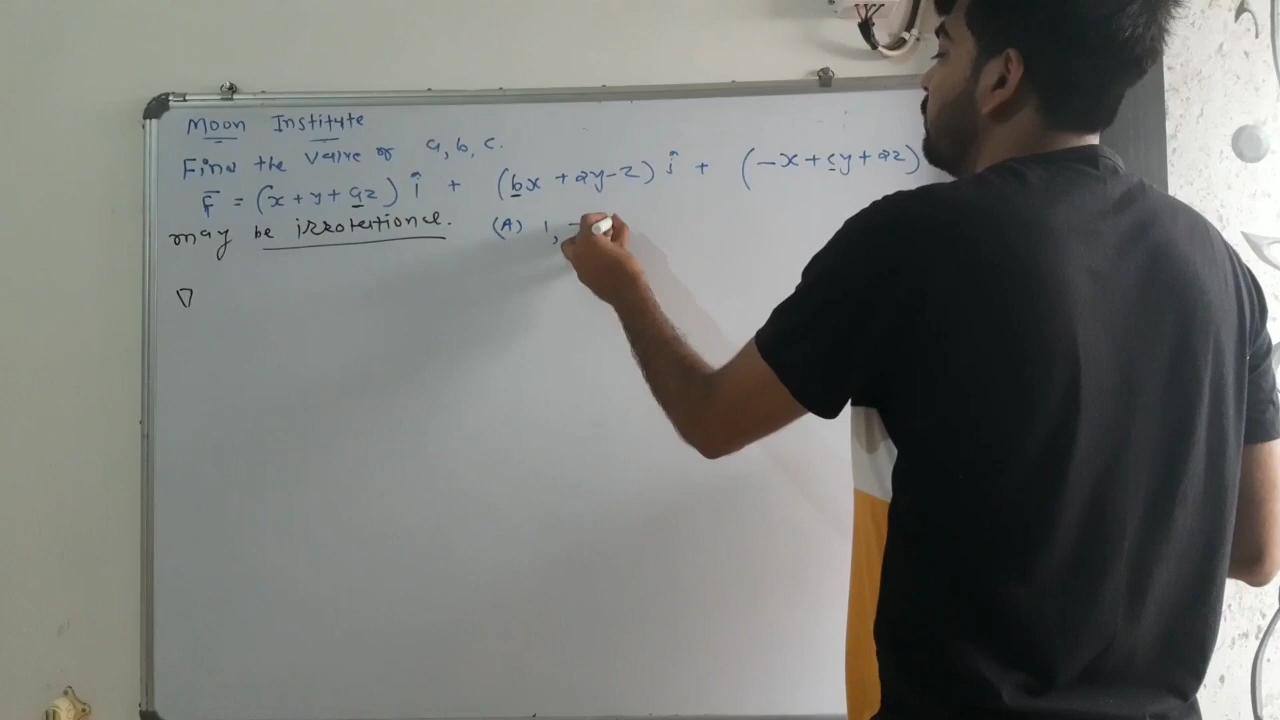 Moon Institute
Find the value of a, b, c.
F̄ = (x + y + az) î + (bx + 2y - z) ĵ + (-x + cy + 2z)
may be irrotational. (A) 1, -
∇